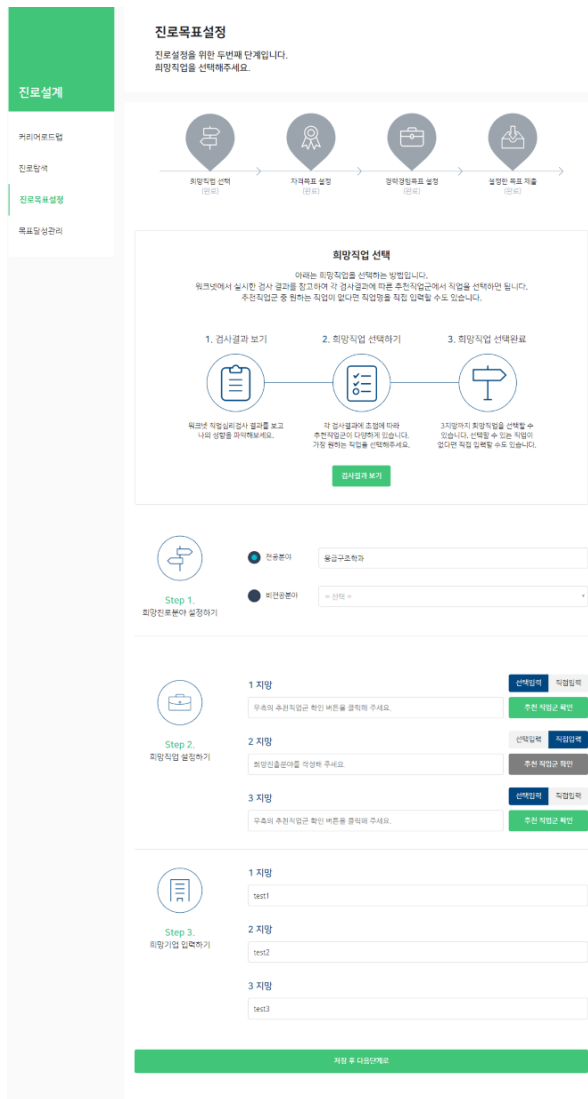 진로설계
커리어로드맵
진로탐색
진로목표설정
목표달성관리
진로목표설정
진로설정을 위한 두번째 단계입니다.
희망직업을 선택해주세요.
희망직업 선택
(완료)
자격목표 설정
(완료)
경력경험목표 설정
(완료)
설정한 목표 제출
(완료)
희망직업 선택
아래는 희망직업을 선택하는 방법입니다.
워크넷에서 실시한 검사 결과를 참고하여 각 검사결과에 따른 추천직업군에서 직업을 선택하면 됩니다.
추천직업군 중 원하는 직업이 없다면 직업명을 직접 입력할 수도 있습니다.
1. 검사결과 보기
2. 희망직업 선택하기
3. 희망직업 선택완료
워크넷 직업심리검사 결과를 보고
나의 성향을 파악해보세요.
각 검사결과에 초점에 따라
추천직업군이 다양하게 있습니다.
가장 원하는 직업을 선택해주세요.
3지망까지 희망직업을 선택할 수
있습니다. 선택할 수 있는 직업이
없다면 직접 입력할 수도 있습니다.
검사결과 보기
Step 1.
희망진로분야 설정하기
전공분야
응급구조학과
비전공분야
= 선택 =
Step 2.
희망직업 설정하기
1 지망
선택입력 직접입력
우측의 추천직업군 확인 버튼을 클릭해 주세요.
추천 직업군 확인
2 지망
선택입력 직접입력
희망진출분야를 작성해 주세요.
추천 직업군 확인
3 지망
선택입력 직접입력
우측의 추천직업군 확인 버튼을 클릭해 주세요.
추천 직업군 확인
Step 3.
희망기업 입력하기
1 지망
test1
2 지망
test2
3 지망
test3
저장 후 다음단계로